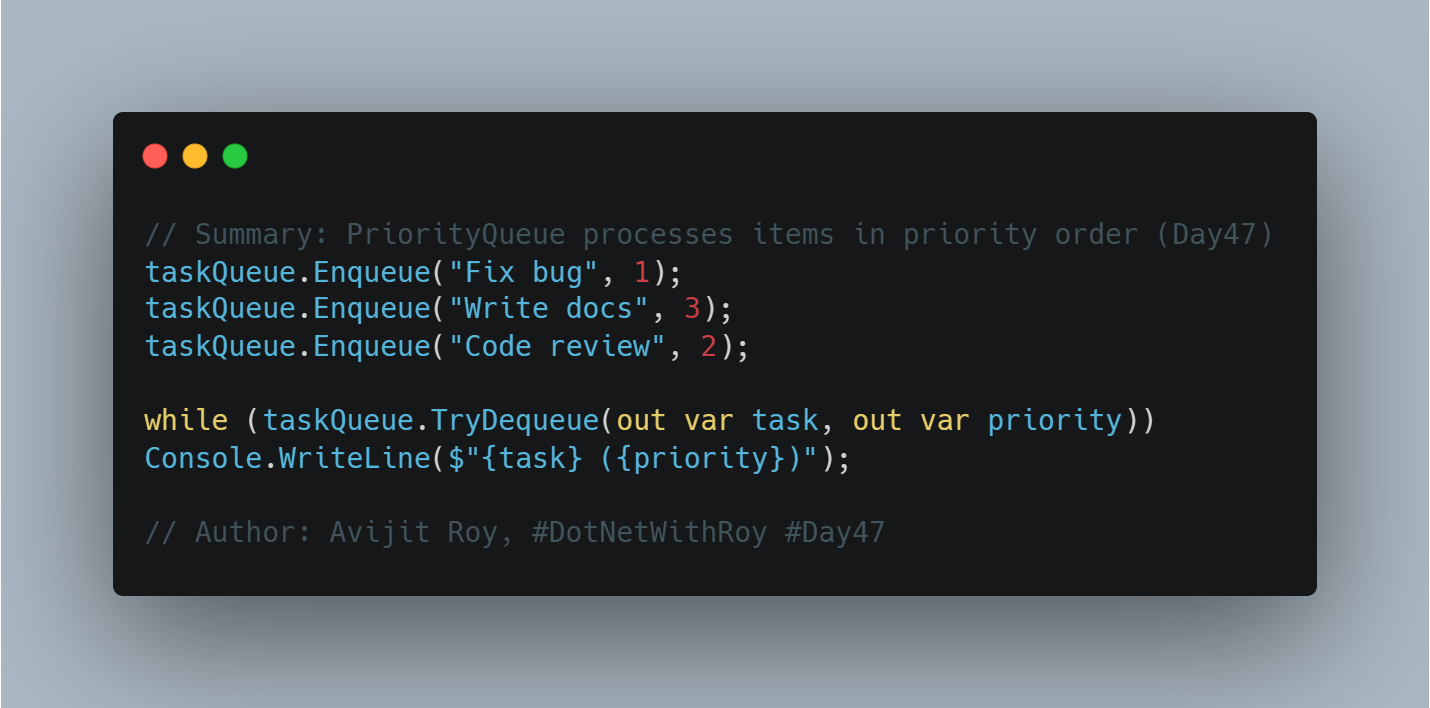 // Summary: PriorityQueue processes items in priority order (Day47)
taskQueue.Enqueue("Fix bug", 1);
taskQueue.Enqueue("Write docs", 3);
taskQueue.Enqueue("Code review", 2);
while (taskQueue.TryDequeue(out var task, out var priority))
Console.WriteLine($"{task} ({priority})");
// Author: Avijit Roy, #DotNetWithRoy #Day47